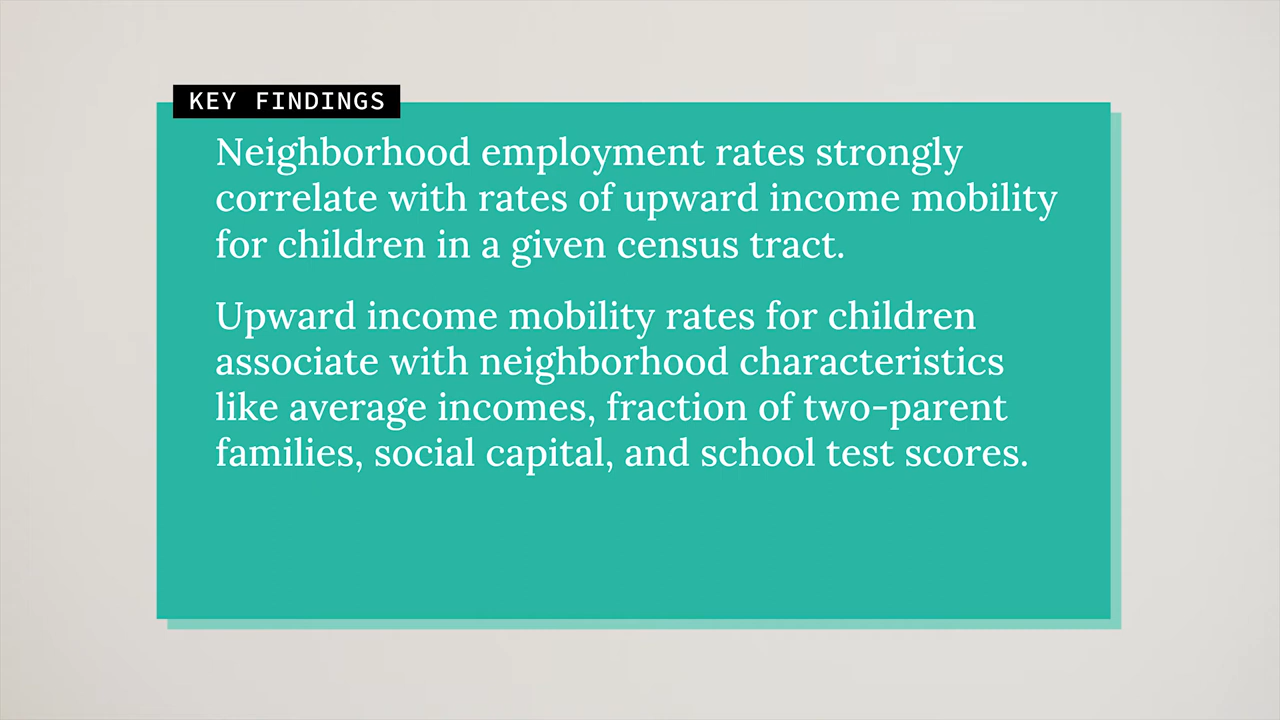 KEY FINDINGS
Neighborhood employment rates strongly
correlate with rates of upward income mobility
for children in a given census tract.
Upward income mobility rates for children
associate with neighborhood characteristics
like average incomes, fraction of two-parent
families, social capital, and school test scores.